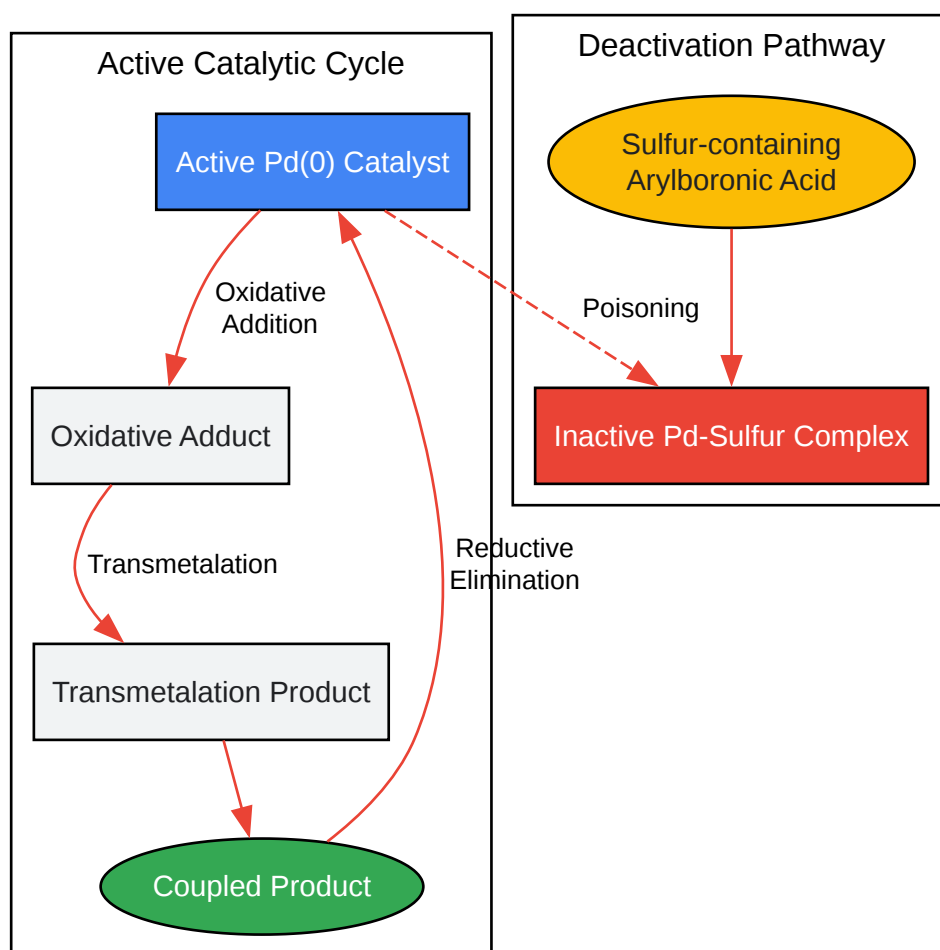 Active Catalytic Cycle
Active Pd(0) Catalyst
Oxidative
Addition
Oxidative Adduct
Transmetalation
Transmetalation Product
Reductive
Elimination
Coupled Product
Deactivation Pathway
Sulfur-containing
Arylboronic Acid
Poisoning
Inactive Pd-Sulfur Complex